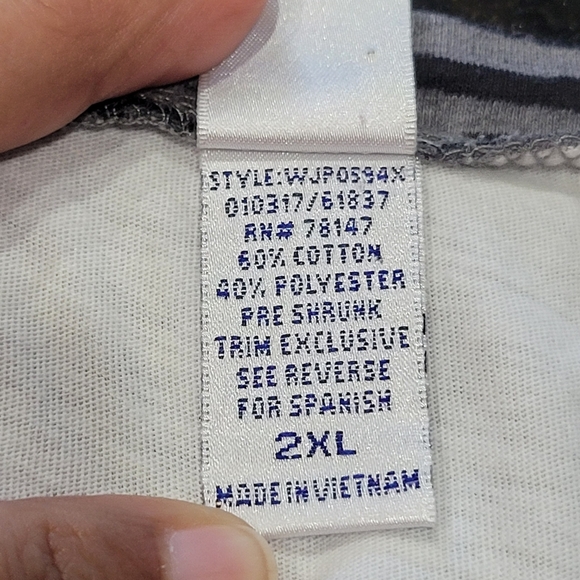 STYLE:WJP0594X
010317/61837
RN# 78147
60% COTTON
40% POLYESTER
PRE SHRUNK
TRIM EXCLUSIVE
SEE REVERSE
FOR SPANISH
2XL
MADE IN VIETNAM